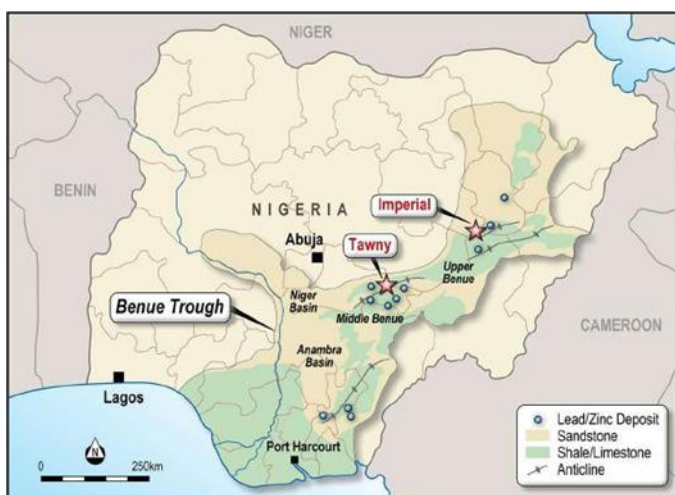 NIGER
BENIN
NIGERIA
Imperial
Abuja
Tawny
Upper
Benue
Niger
Basin
Benue Trough
Middle Benue
CAMEROON
Anambra
Basin
Lagos
Port Harcourt
N
0
250km
Lead/Zinc Deposit
Sandstone
Shale/Limestone
Anticline